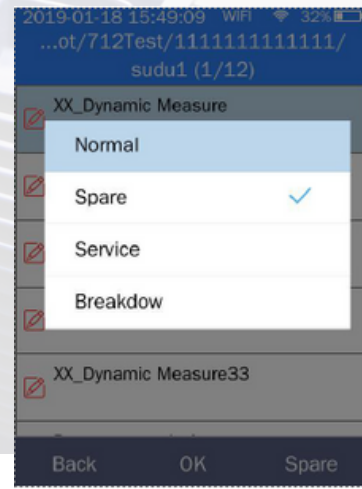 2019-01-18 15:49:09 WIFI 32%
...ot/712Test/1111111111111/
sudu1 (1/12)
XX_Dynamic Measure
Normal
Spare
Service
Breakdow
XX_Dynamic Measure33
Back OK Spare